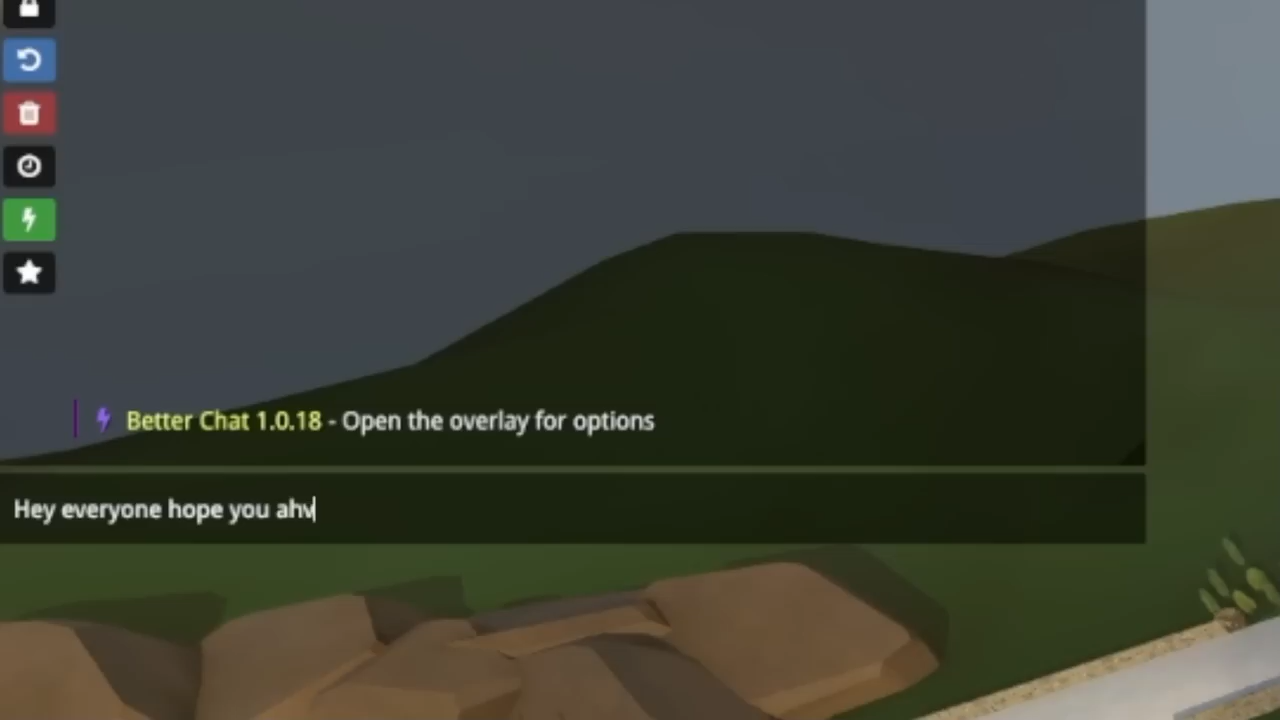 Better Chat 1.0.18 - Open the overlay for options
Hey everyone hope you ahv